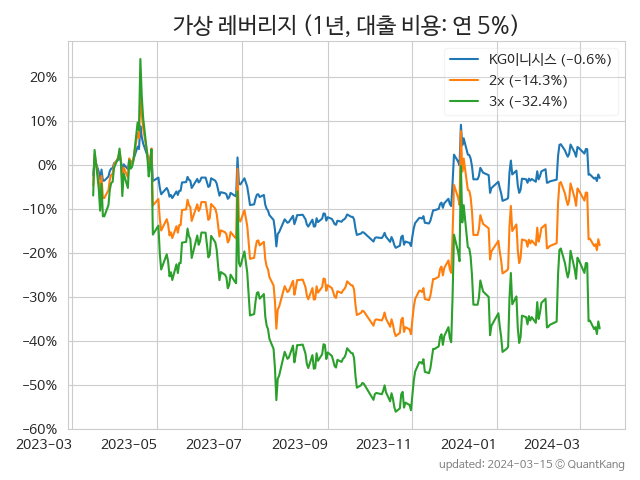 가상 레버리지 (1년, 대출 비용: 연 5%)
KG이니시스 (−0.6%)
2x (−14.3%)
3x (−32.4%)
20%
10%
0%
−10%
−20%
−30%
−40%
−50%
−60%
2023-03 2023-05 2023-07 2023-09 2023-11 2024-01 2024-03
updated: 2024-03-15 ⓒ QuantKang